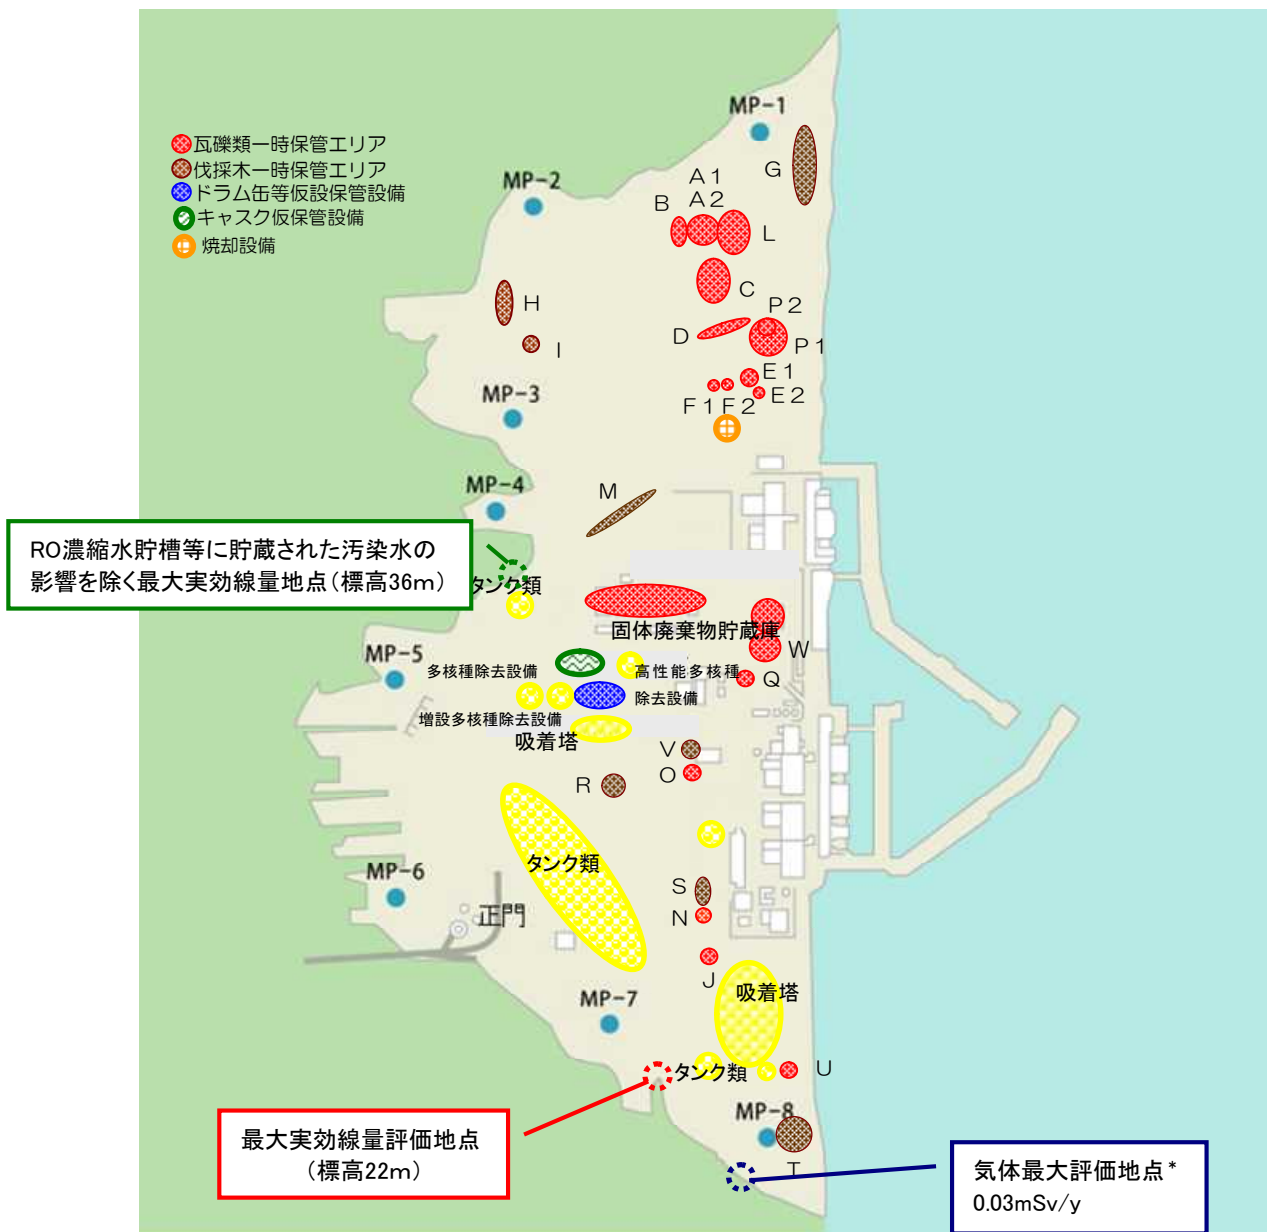 MP-1
瓦礫類一時保管エリア
伐採木一時保管エリア
ドラム缶等仮設保管設備
キャスク仮保管設備
焼却設備
MP-2
A1
A2
B
G
L
C
H
I
P2
D
P1
E1
E2
F1 F2
MP-3
MP-4
M
RO濃縮水貯槽等に貯蔵された汚染水の
影響を除く最大実効線量地点(標高36m)
タンク類
固体廃棄物貯蔵庫
W
MP-5
多核種除去設備
高性能多核種
除去設備
Q
増設多核種除去設備
吸着塔
V
O
R
タンク類
MP-6
正門
S
N
J
吸着塔
MP-7
タンク類
U
MP-8
T
最大実効線量評価地点
(標高22m)
気体最大評価地点*
0.03mSv/y